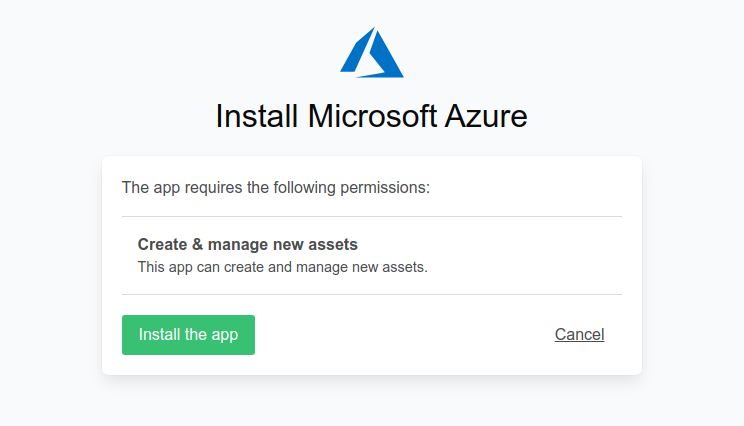 Install Microsoft Azure
The app requires the following permissions:
Create & manage new assets
This app can create and manage new assets.
Install the app
Cancel